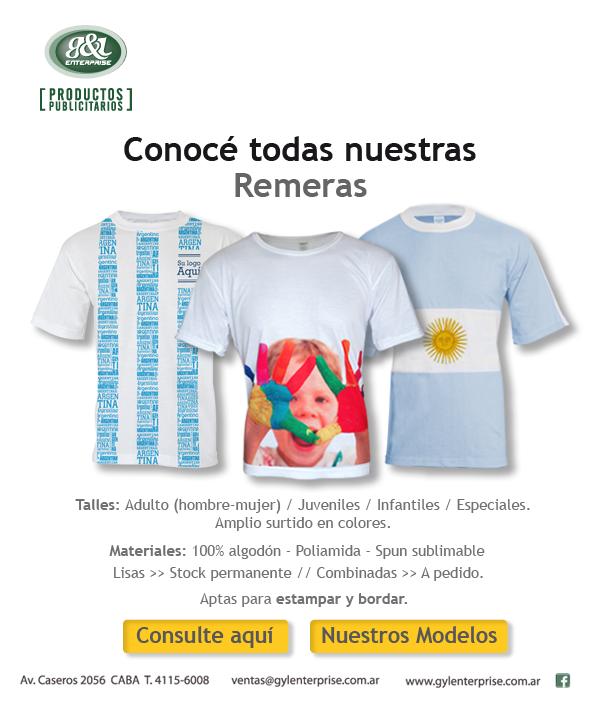 g&l
ENTERPRISE
[PRODUCTOS
PUBLICITARIOS]
Conocé todas nuestras
Remeras
ARGEN
TINA
Su logo
Aquí
Talles: Adulto (hombre-mujer) / Juveniles / Infantiles / Especiales.
Amplio surtido en colores.
Materiales: 100% algodón - Poliamida - Spun sublimable
Lisas >> Stock permanente // Combinadas >> A pedido.
Aptas para estampar y bordar.
Consulte aquí
Nuestros Modelos
Av. Caseros 2056 CABA T. 4115-6008 ventas@gylenterprise.com.ar www.gylenterprise.com.ar f